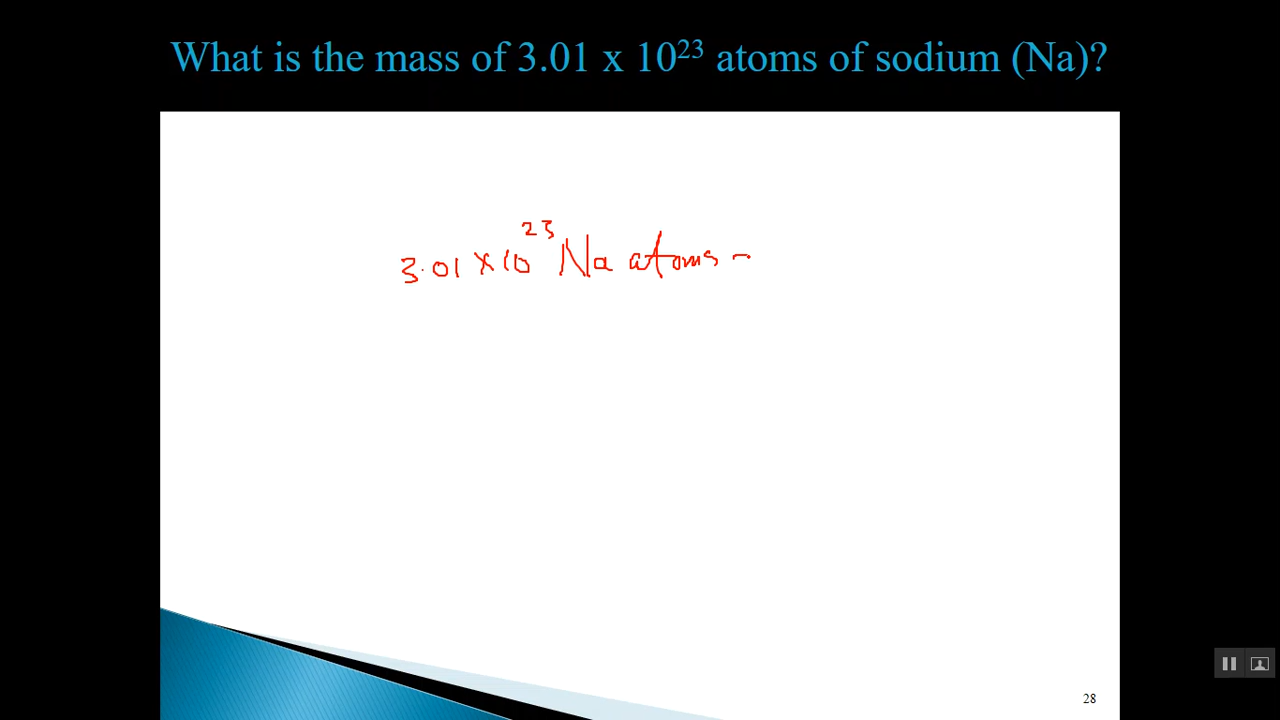 What is the mass of 3.01 x 10²³ atoms of sodium (Na)?
3.01 × 10²³ Na atoms -
28